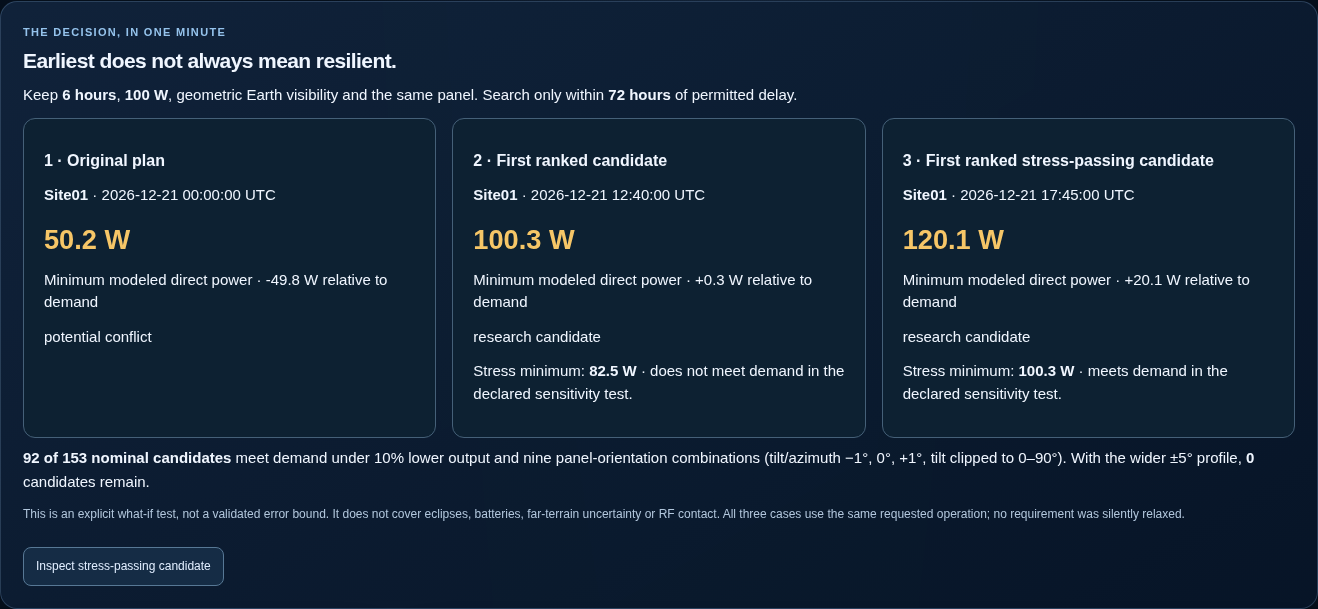 THE DECISION, IN ONE MINUTE
Earliest does not always mean resilient.
Keep 6 hours, 100 W, geometric Earth visibility and the same panel. Search only within 72 hours of permitted delay.
1 · Original plan
Site01 · 2026-12-21 00:00:00 UTC
50.2 W
Minimum modeled direct power · -49.8 W relative to
demand
potential conflict
2 · First ranked candidate
Site01 · 2026-12-21 12:40:00 UTC
100.3 W
Minimum modeled direct power · +0.3 W relative to
demand
research candidate
Stress minimum: 82.5 W · does not meet demand in the
declared sensitivity test.
3 · First ranked stress-passing candidate
Site01 · 2026-12-21 17:45:00 UTC
120.1 W
Minimum modeled direct power · +20.1 W relative to
demand
research candidate
Stress minimum: 100.3 W · meets demand in the
declared sensitivity test.
92 of 153 nominal candidates meet demand under 10% lower output and nine panel-orientation combinations (tilt/azimuth −1°, 0°, +1°, tilt clipped to 0–90°). With the wider ±5° profile, 0
candidates remain.
This is an explicit what-if test, not a validated error bound. It does not cover eclipses, batteries, far-terrain uncertainty or RF contact. All three cases use the same requested operation; no requirement was silently relaxed.
Inspect stress-passing candidate